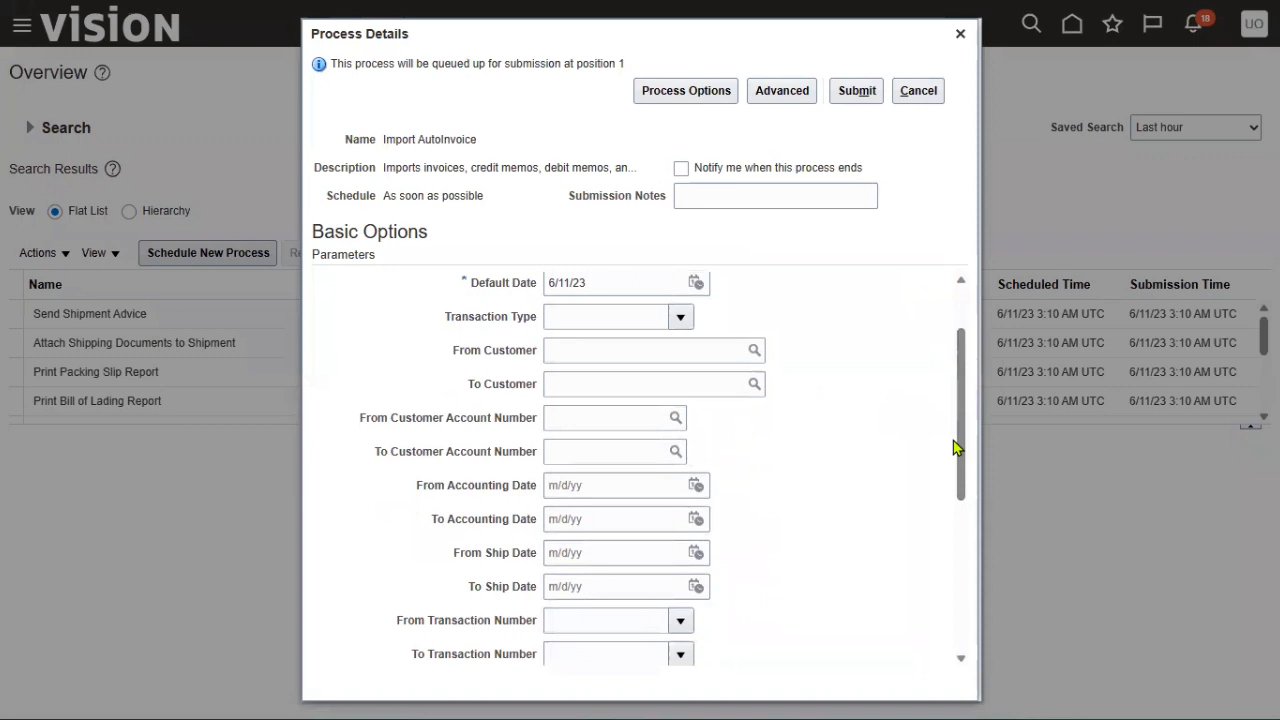 vision
18
UO
Overview
Search
Saved Search Last hour
Search Results
View Flat List Hierarchy
Actions View Schedule New Process Re
Name Scheduled Time Submission Time
Send Shipment Advice 6/11/23 3:10 AM UTC 6/11/23 3:10 AM UTC
Attach Shipping Documents to Shipment 6/11/23 3:10 AM UTC 6/11/23 3:10 AM UTC
Print Packing Slip Report 6/11/23 3:10 AM UTC 6/11/23 3:10 AM UTC
Print Bill of Lading Report 6/11/23 3:10 AM UTC 6/11/23 3:10 AM UTC
Process Details
This process will be queued up for submission at position 1
Process Options Advanced Submit Cancel
Name Import AutoInvoice
Description Imports invoices, credit memos, debit memos, an... Notify me when this process ends
Schedule As soon as possible Submission Notes
Basic Options
Parameters
* Default Date 6/11/23
Transaction Type
From Customer
To Customer
From Customer Account Number
To Customer Account Number
From Accounting Date m/d/yy
To Accounting Date m/d/yy
From Ship Date m/d/yy
To Ship Date m/d/yy
From Transaction Number
To Transaction Number